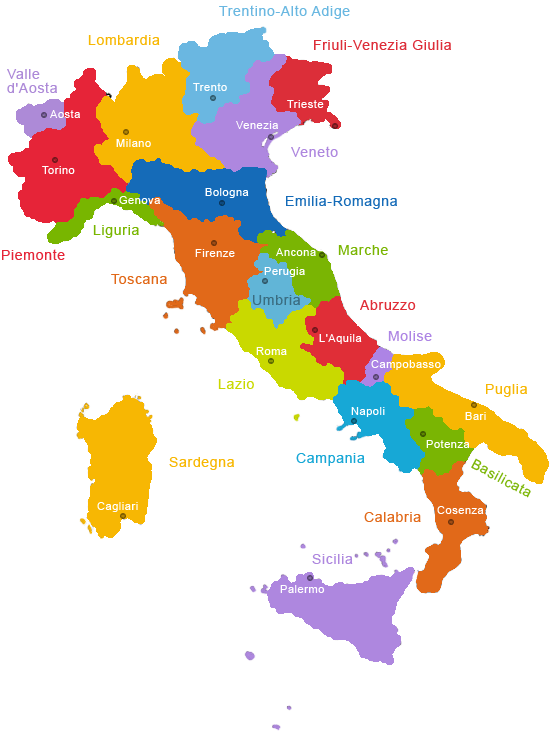 Trentino-Alto Adige
Lombardia
Friuli-Venezia Giulia
Valle
d'Aosta
Trento
Trieste
Aosta
Venezia
Milano
Veneto
Torino
Bologna
Genova
Emilia-Romagna
Liguria
Piemonte
Firenze
Ancona
Marche
Perugia
Toscana
Umbria
Abruzzo
L'Aquila
Molise
Roma
Campobasso
Lazio
Puglia
Napoli
Bari
Potenza
Campania
Basilicata
Sardegna
Cagliari
Calabria
Cosenza
Sicilia
Palermo